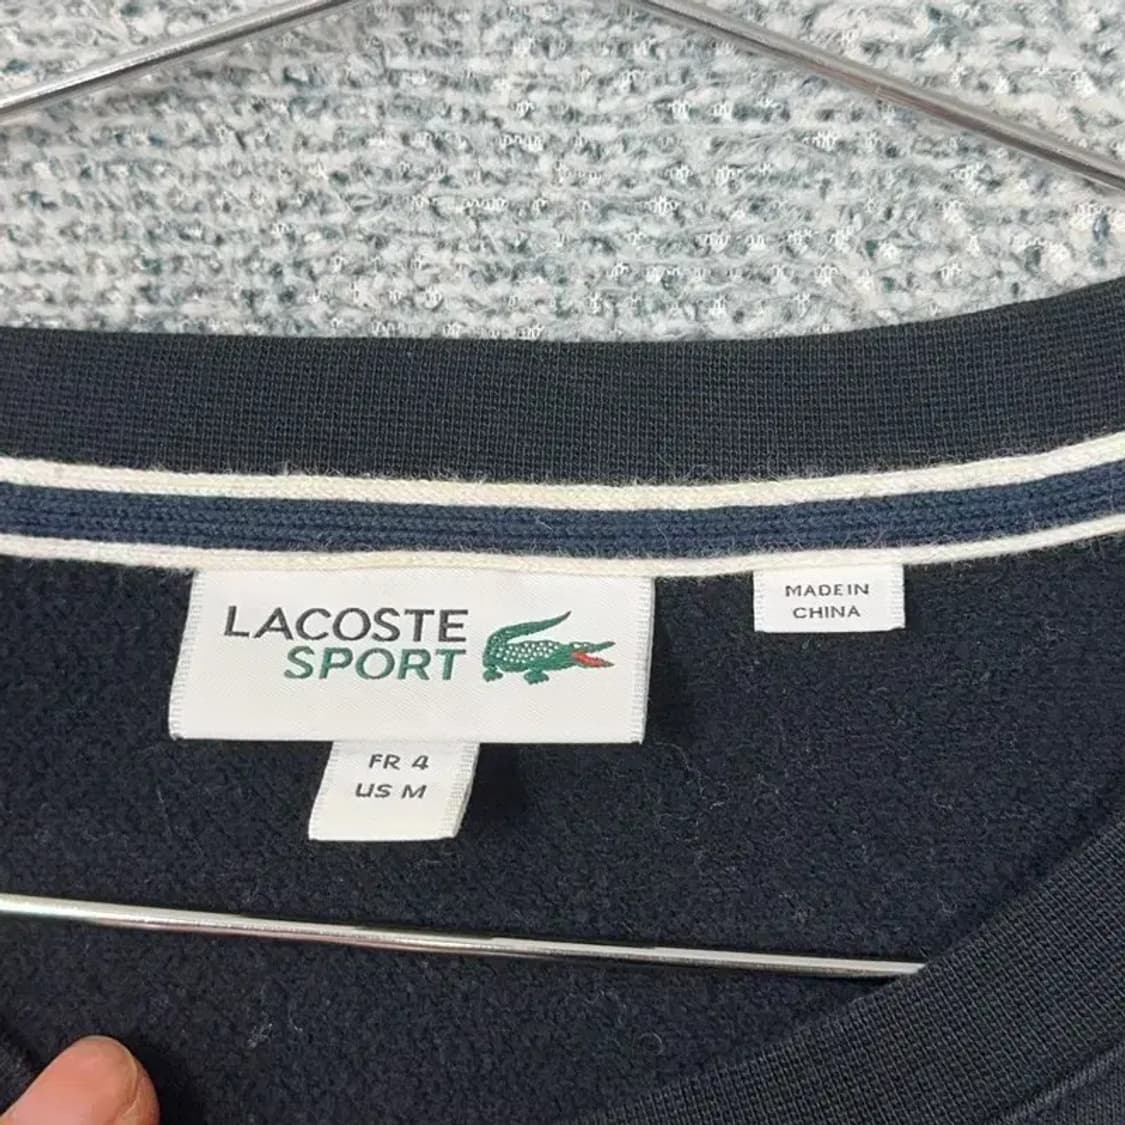 LACOSTE
SPORT
FR 4
US M
MADE IN
CHINA